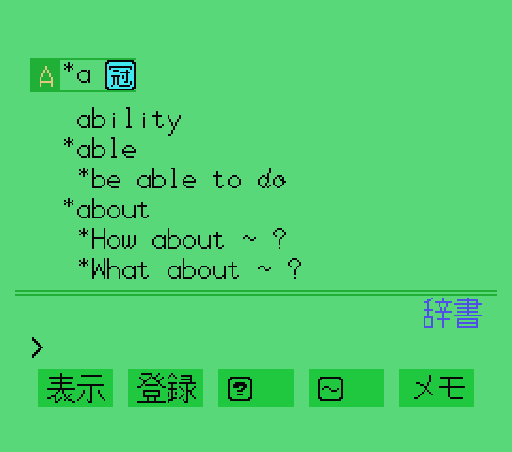 A *a 冠
ability
*able
*be able to do
*about
*How about ~ ?
*What about ~ ?
辞書
>
表示 登録 ? ~ メモ